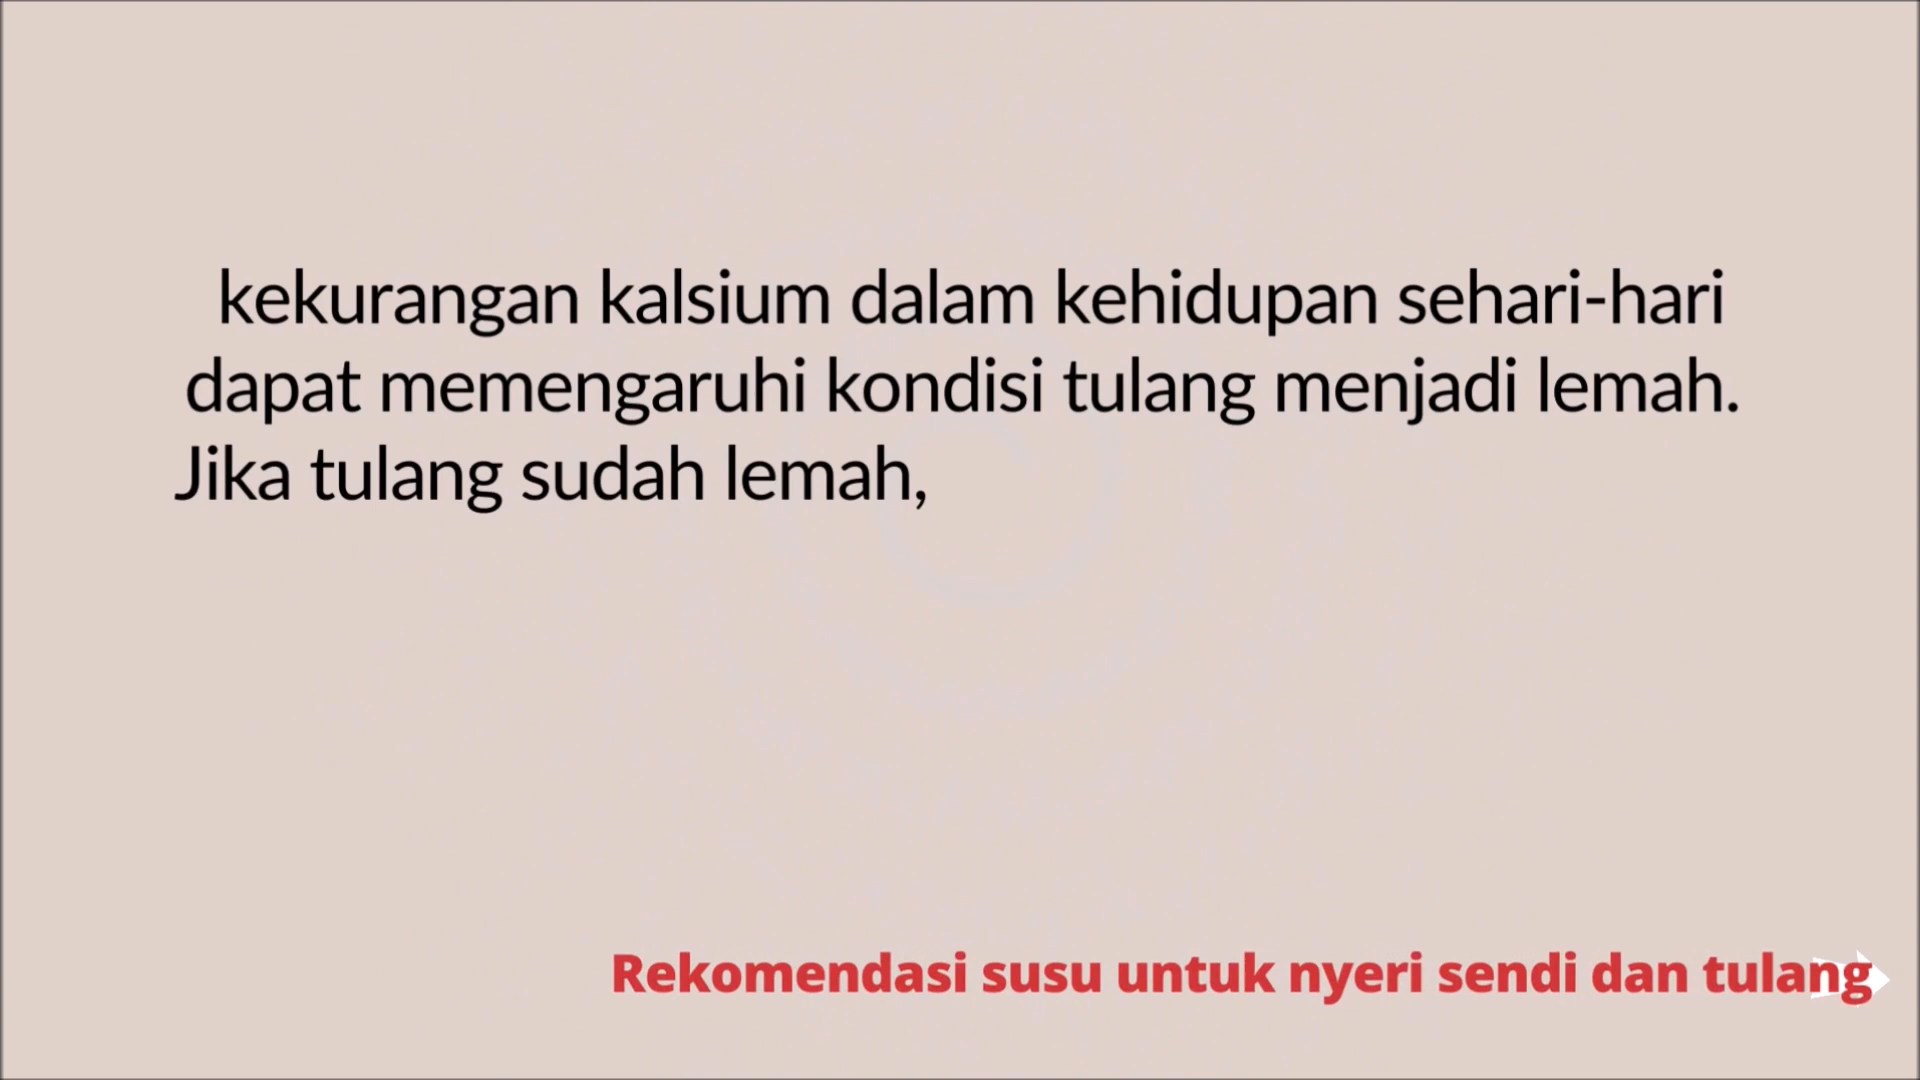 kekurangan kalsium dalam kehidupan sehari-hari
dapat memengaruhi kondisi tulang menjadi lemah.
Jika tulang sudah lemah,
Rekomendasi susu untuk nyeri sendi dan tulang